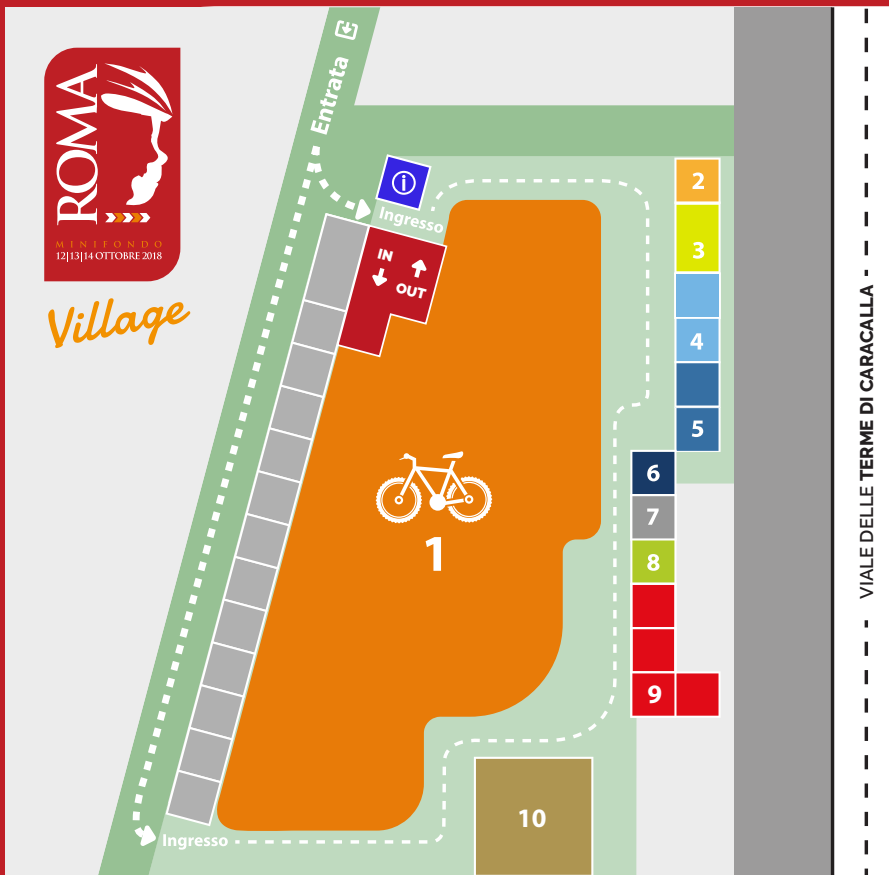 Entrata
ROMA
MINIFONDO
12|13|14 OTTOBRE 2018
Village
i
Ingresso
IN
OUT
1
2
3
4
5
6
7
8
9
10
Ingresso
VIALE DELLE TERME DI CARACALLA